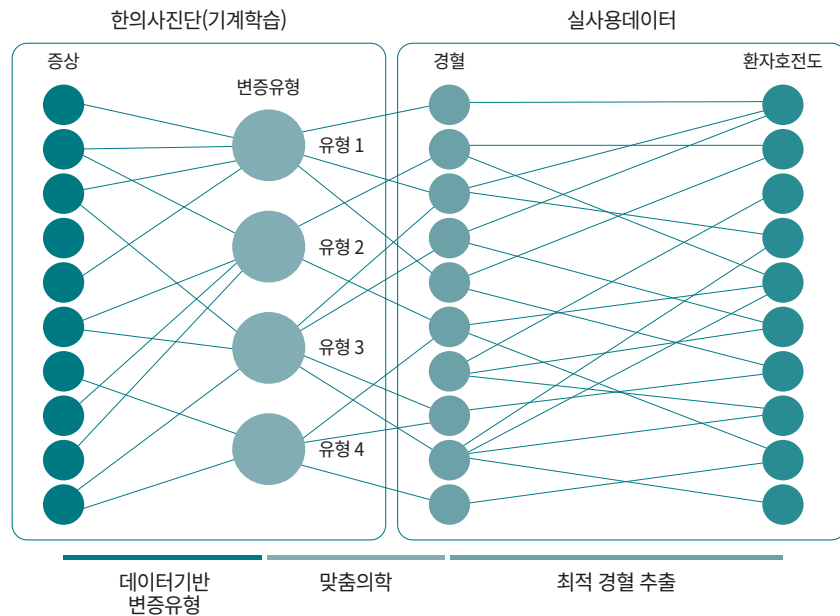 한의사진단(기계학습)
실사용데이터
증상
변증유형
경혈
환자호전도
유형 1
유형 2
유형 3
유형 4
데이터기반
변증유형
맞춤의학
최적 경혈 추출